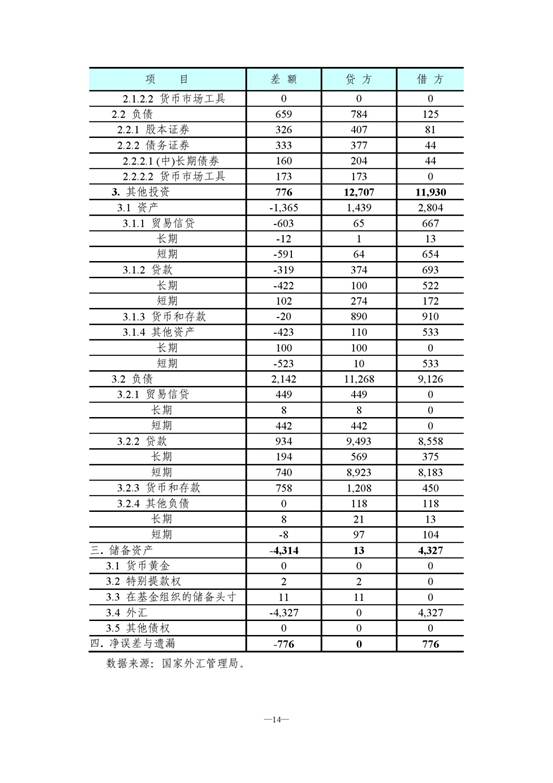 项 目 差 额 贷 方 借 方
2.1.2.2 货币市场工具 0 0 0
2.2 负债 659 784 125
2.2.1 股本证券 326 407 81
2.2.2 债务证券 333 377 44
2.2.2.1 (中)长期债券 160 204 44
2.2.2.2 货币市场工具 173 173 0
3. 其他投资 776 12,707 11,930
3.1 资产 -1,365 1,439 2,804
3.1.1 贸易信贷 -603 65 667
长期 -12 1 13
短期 -591 64 654
3.1.2 贷款 -319 374 693
长期 -422 100 522
短期 102 274 172
3.1.3 货币和存款 -20 890 910
3.1.4 其他资产 -423 110 533
长期 100 100 0
短期 -523 10 533
3.2 负债 2,142 11,268 9,126
3.2.1 贸易信贷 449 449 0
长期 8 8 0
短期 442 442 0
3.2.2 贷款 934 9,493 8,558
长期 194 569 375
短期 740 8,923 8,183
3.2.3 货币和存款 758 1,208 450
3.2.4 其他负债 0 118 118
长期 8 21 13
短期 -8 97 104
三. 储备资产 -4,314 13 4,327
3.1 货币黄金 0 0 0
3.2 特别提款权 2 2 0
3.3 在基金组织的储备头寸 11 11 0
3.4 外汇 -4,327 0 4,327
3.5 其他债权 0 0 0
四. 净误差与遗漏 -776 0 776
数据来源：国家外汇管理局。
—14—